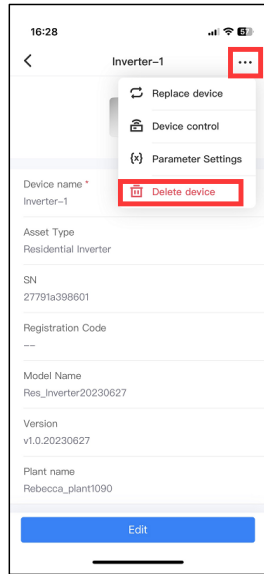 16:28
Inverter-1
Replace device
Device control
{x} Parameter Settings
Delete device
Device name *
Inverter-1
Asset Type
Residential Inverter
SN
27791a398601
Registration Code
--
Model Name
Res_Inverter20230627
Version
v1.0.20230627
Plant name
Rebecca_plant1090
Edit